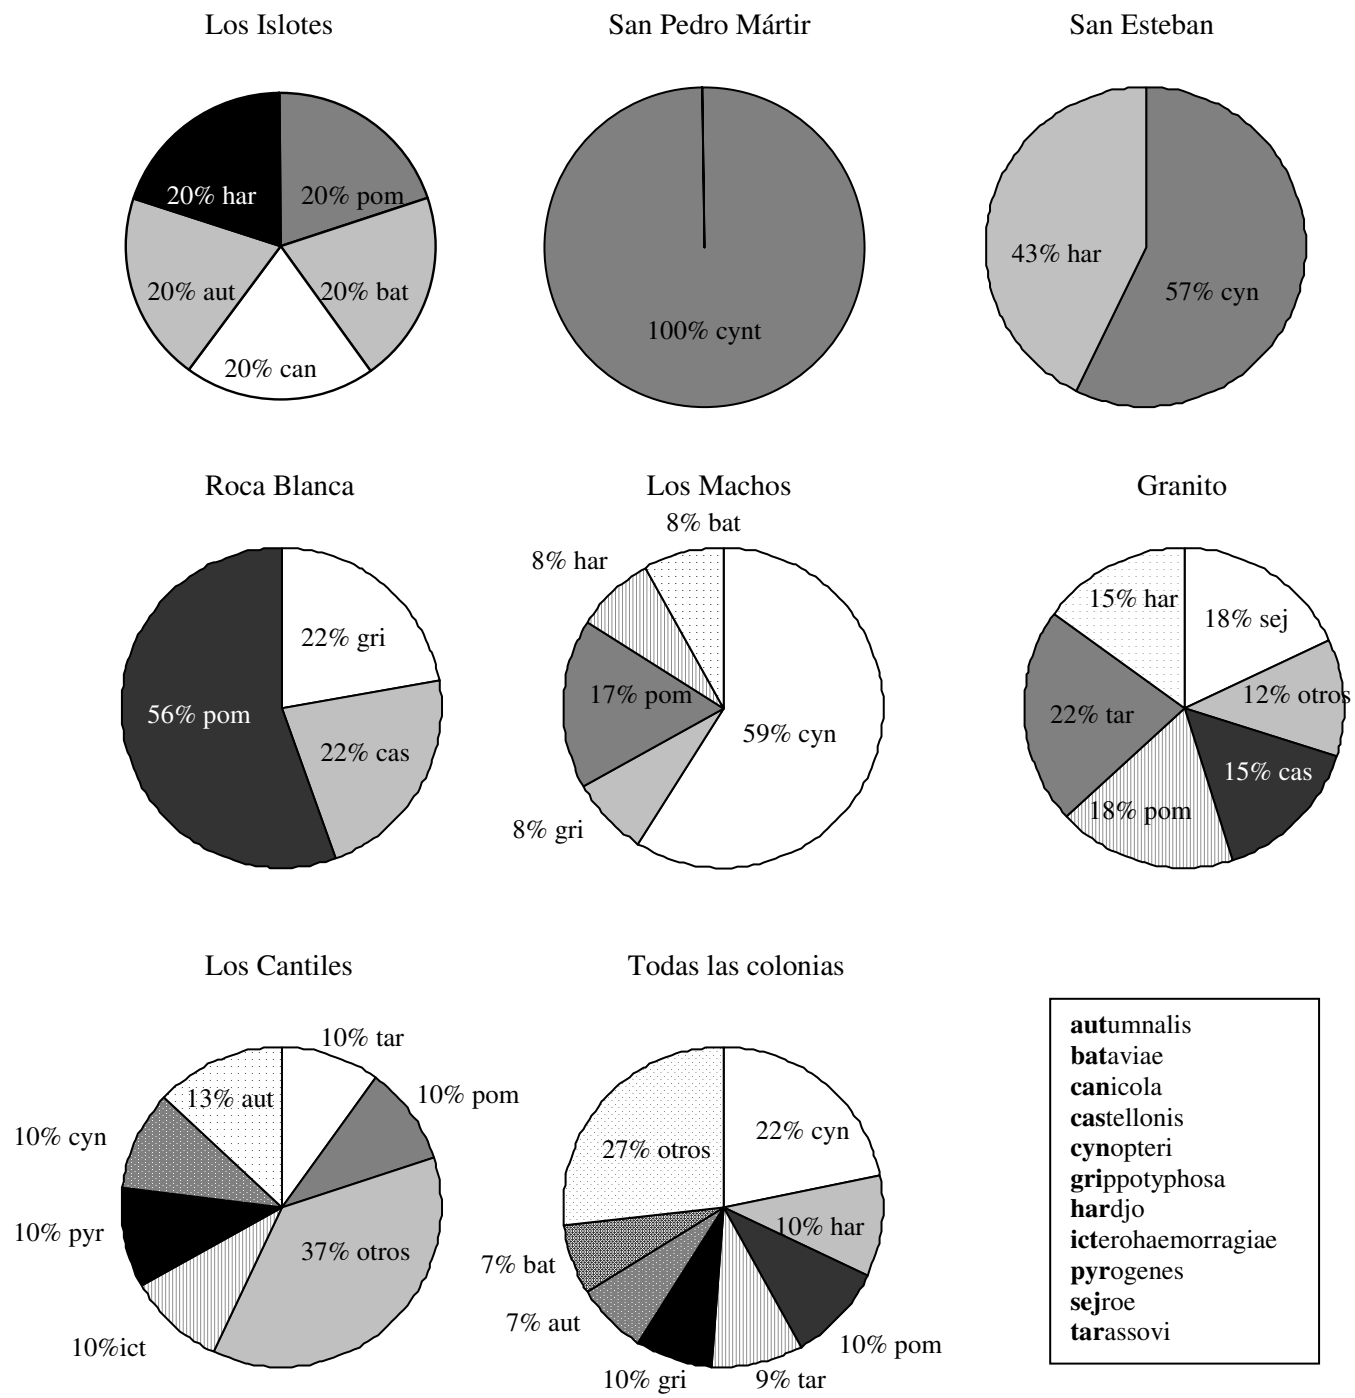 Los Islotes
San Pedro Mártir
San Esteban
20% har
20% pom
20% aut
20% bat
20% can
100% cynt
43% har
57% cyn
Roca Blanca
Los Machos
Granito
22% gri
56% pom
22% cas
8% bat
8% har
17% pom
59% cyn
8% gri
15% har
18% sej
12% otros
22% tar
15% cas
18% pom
Los Cantiles
Todas las colonias
10% tar
13% aut
10% pom
10% cyn
10% pyr
37% otros
10%ict
27% otros
22% cyn
10% har
7% bat
7% aut
10% pom
10% gri
9% tar
autumnalis
bataviae
canicola
castellonis
cynopteri
grippotyphosa
hardjo
icterohaemorragiae
pyrogenes
sejroe
tarassovi